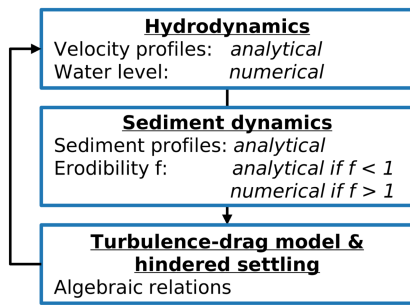 Hydrodynamics
Velocity profiles: analytical
Water level: numerical
Sediment dynamics
Sediment profiles: analytical
Erodibility f: analytical if f < 1
numerical if f > 1
Turbulence-drag model &
hindered settling
Algebraic relations